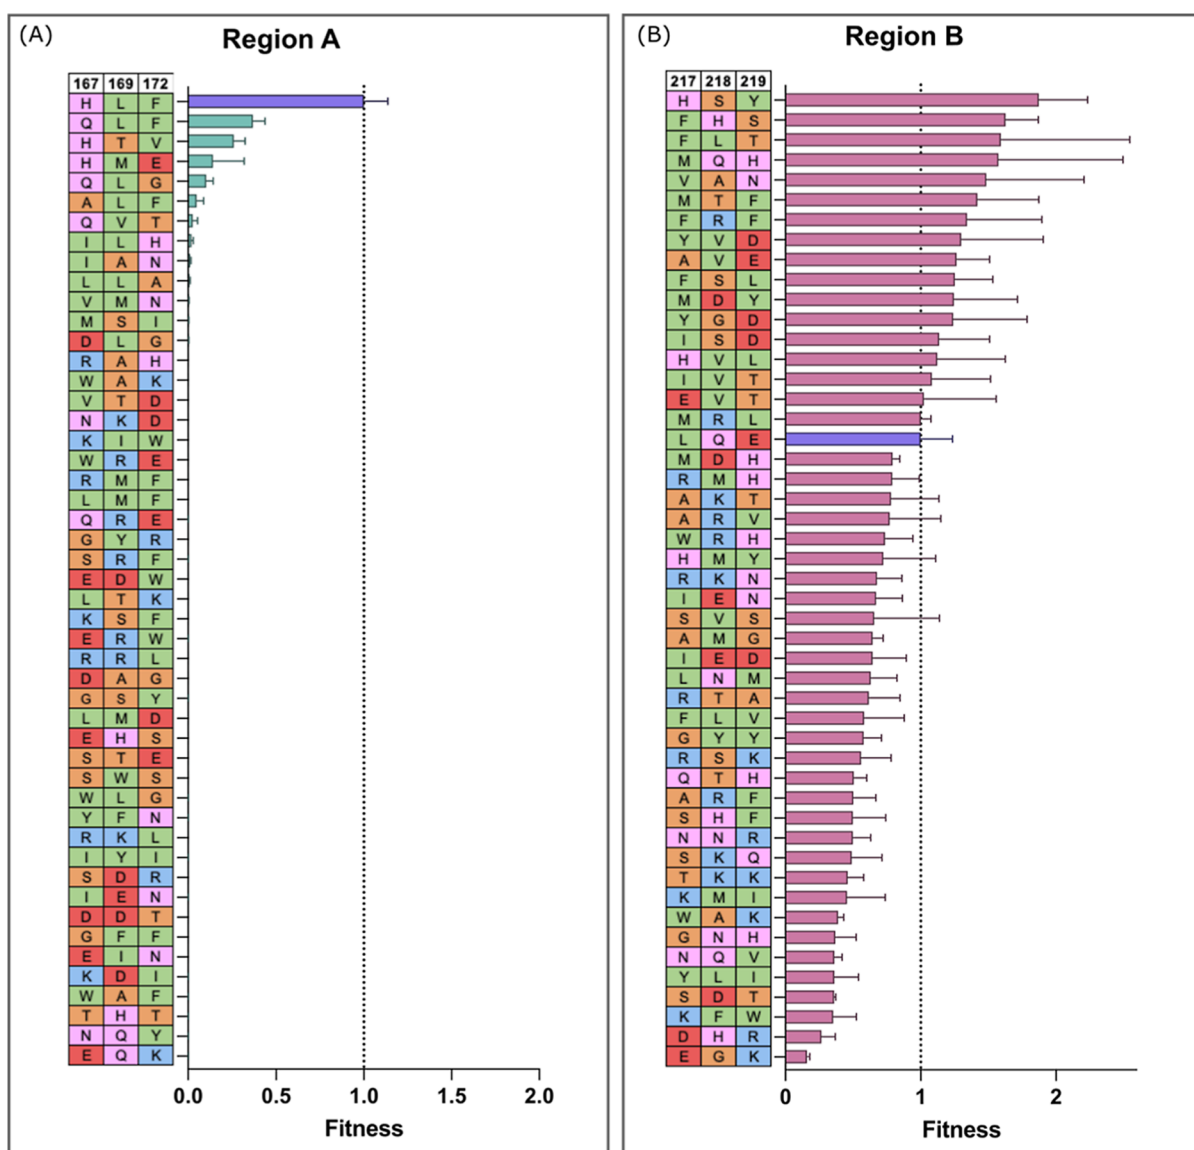 (A)
Region A
167 169 172
H L F
Q L F
H T V
H M E
Q L G
A L F
Q V T
I L H
I A N
L L A
V M N
M S I
D L G
R A H
W A K
V T D
N K D
K I W
W R E
R M F
L M F
Q R E
G Y R
S R F
E D W
L T K
K S F
E R W
R R L
D A G
G S Y
L M D
E H S
S T E
S W S
W L G
Y F N
R K L
I Y I
S D R
I E N
D D T
G F F
E I N
K D I
W A F
T H T
N Q Y
E Q K
0.0 0.5 1.0 1.5 2.0
Fitness
(B)
Region B
217 218 219
H S Y
F H S
F L T
M Q H
V A N
M T F
F R F
Y V D
A V E
F S L
M D Y
Y G D
I S D
H V L
I V T
E V T
M R L
L Q E
M D H
R M H
A K T
A R V
W R H
H M Y
R K N
I E N
S V S
A M G
I E D
L N M
R T A
F L V
G Y Y
R S K
Q T H
A R F
S H F
N N R
S K Q
T K K
K M I
W A K
G N H
N Q V
Y L I
S D T
K F W
D H R
E G K
0 1 2
Fitness